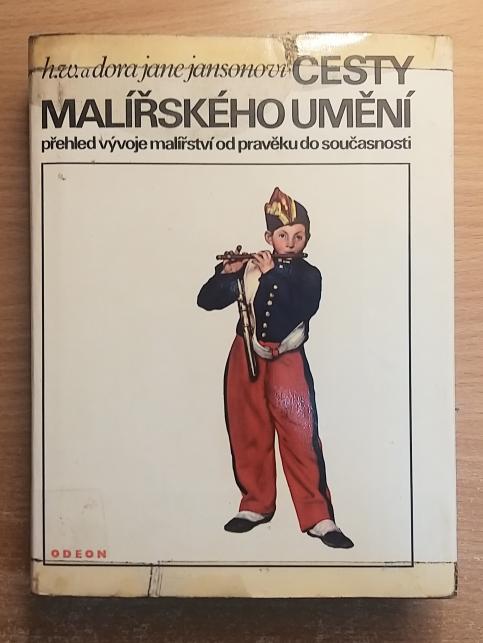 h.w. a dora jane jansonovi CESTY
MALÍŘSKÉHO UMĚNÍ
přehled vývoje malířství od pravěku do současnosti
ODEON